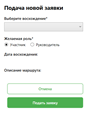 Подача новой заявки
Выберите восхождение*
Желаемая роль*
Участник Руководитель
Дата восхождения:
Описание маршрута:
Отмена
Подать заявку